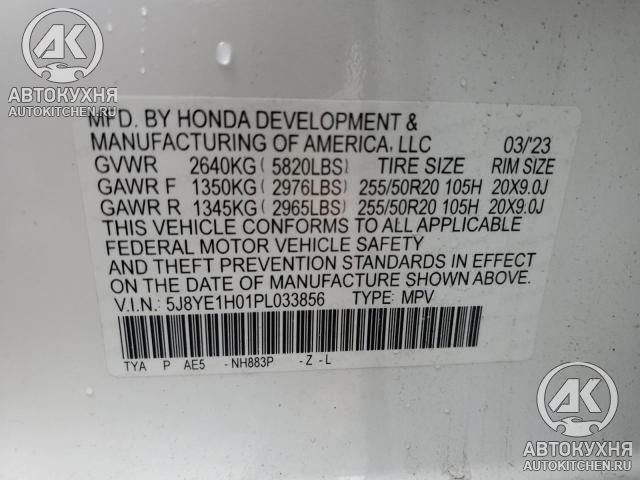 AK
АВТОКУХНЯ
AUTOKITCHEN.RU
MFD. BY HONDA DEVELOPMENT &
MANUFACTURING OF AMERICA, LLC 03/'23
GVWR 2640KG( 5820LBS) TIRE SIZE RIM SIZE
GAWR F 1350KG( 2976LBS) 255/50R20 105H 20X9.0J
GAWR R 1345KG( 2965LBS) 255/50R20 105H 20X9.0J
THIS VEHICLE CONFORMS TO ALL APPLICABLE
FEDERAL MOTOR VEHICLE SAFETY
AND THEFT PREVENTION STANDARDS IN EFFECT
ON THE DATE OF MANUFACTURE SHOWN ABOVE.
V.I.N.: 5J8YE1H01PL033856 TYPE: MPV
TYA P AE5 -NH883P -Z -L
AK
АВТОКУХНЯ
AUTOKITCHEN.RU